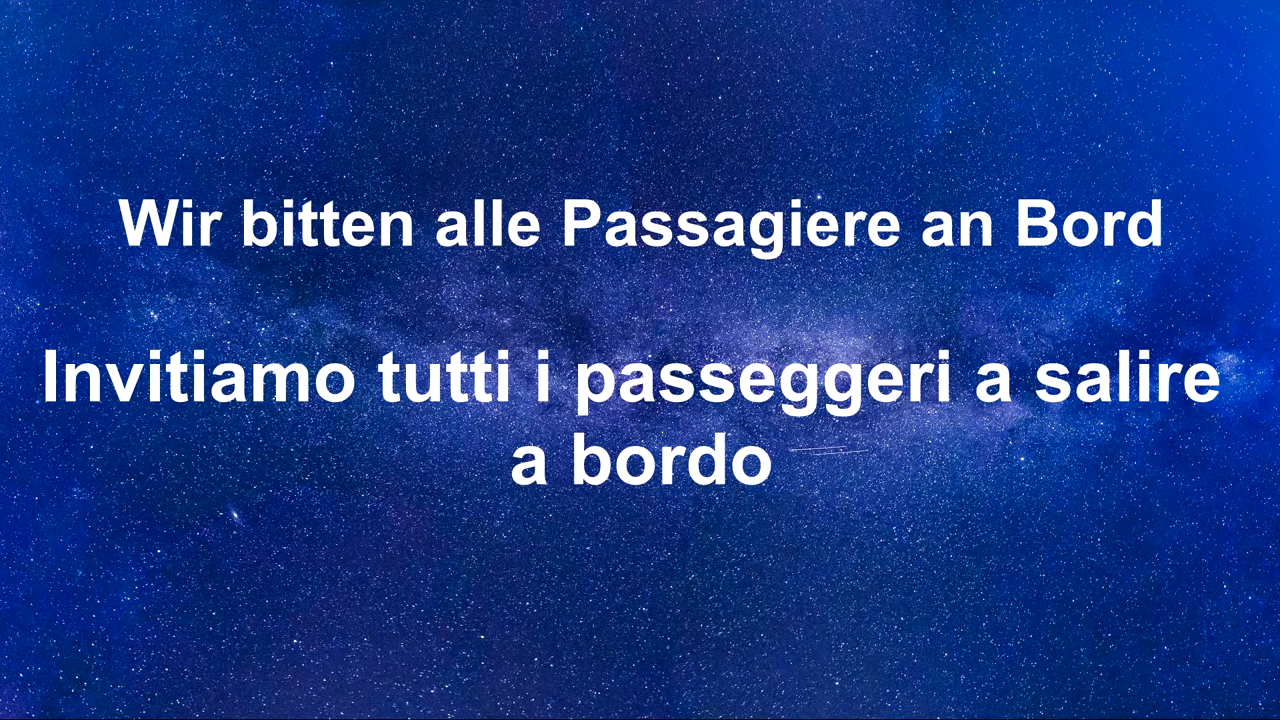 Wir bitten alle Passagiere an Bord
Invitiamo tutti i passeggeri a salire
a bordo